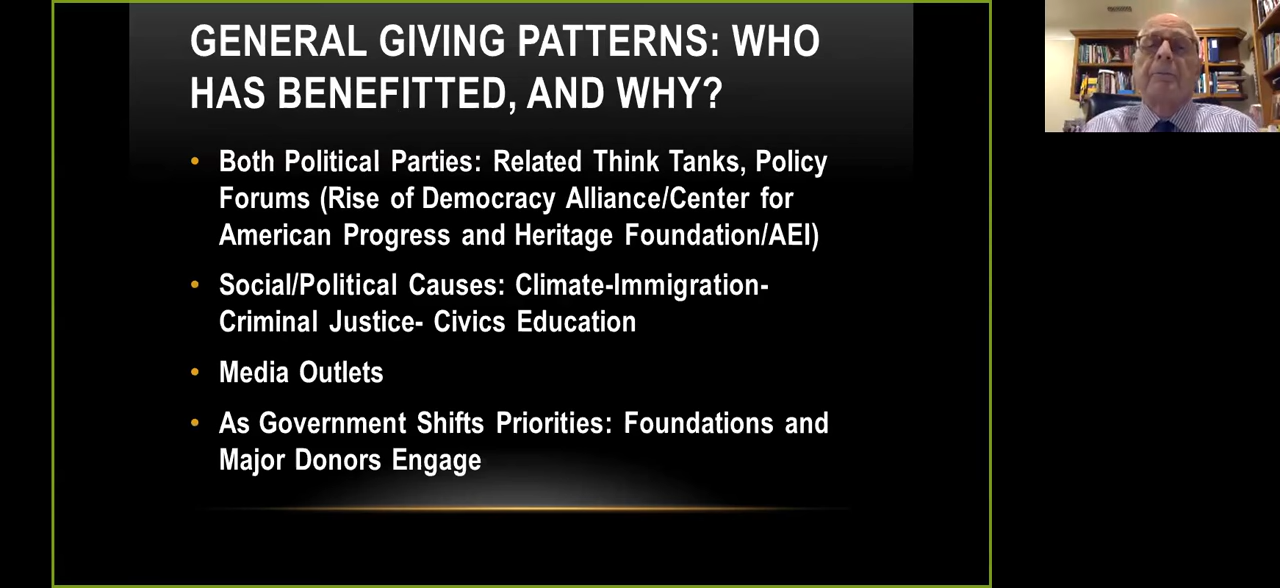 GENERAL GIVING PATTERNS: WHO
HAS BENEFITTED, AND WHY?
• Both Political Parties: Related Think Tanks, Policy
Forums (Rise of Democracy Alliance/Center for
American Progress and Heritage Foundation/AEI)
• Social/Political Causes: Climate-Immigration-
Criminal Justice- Civics Education
• Media Outlets
• As Government Shifts Priorities: Foundations and
Major Donors Engage